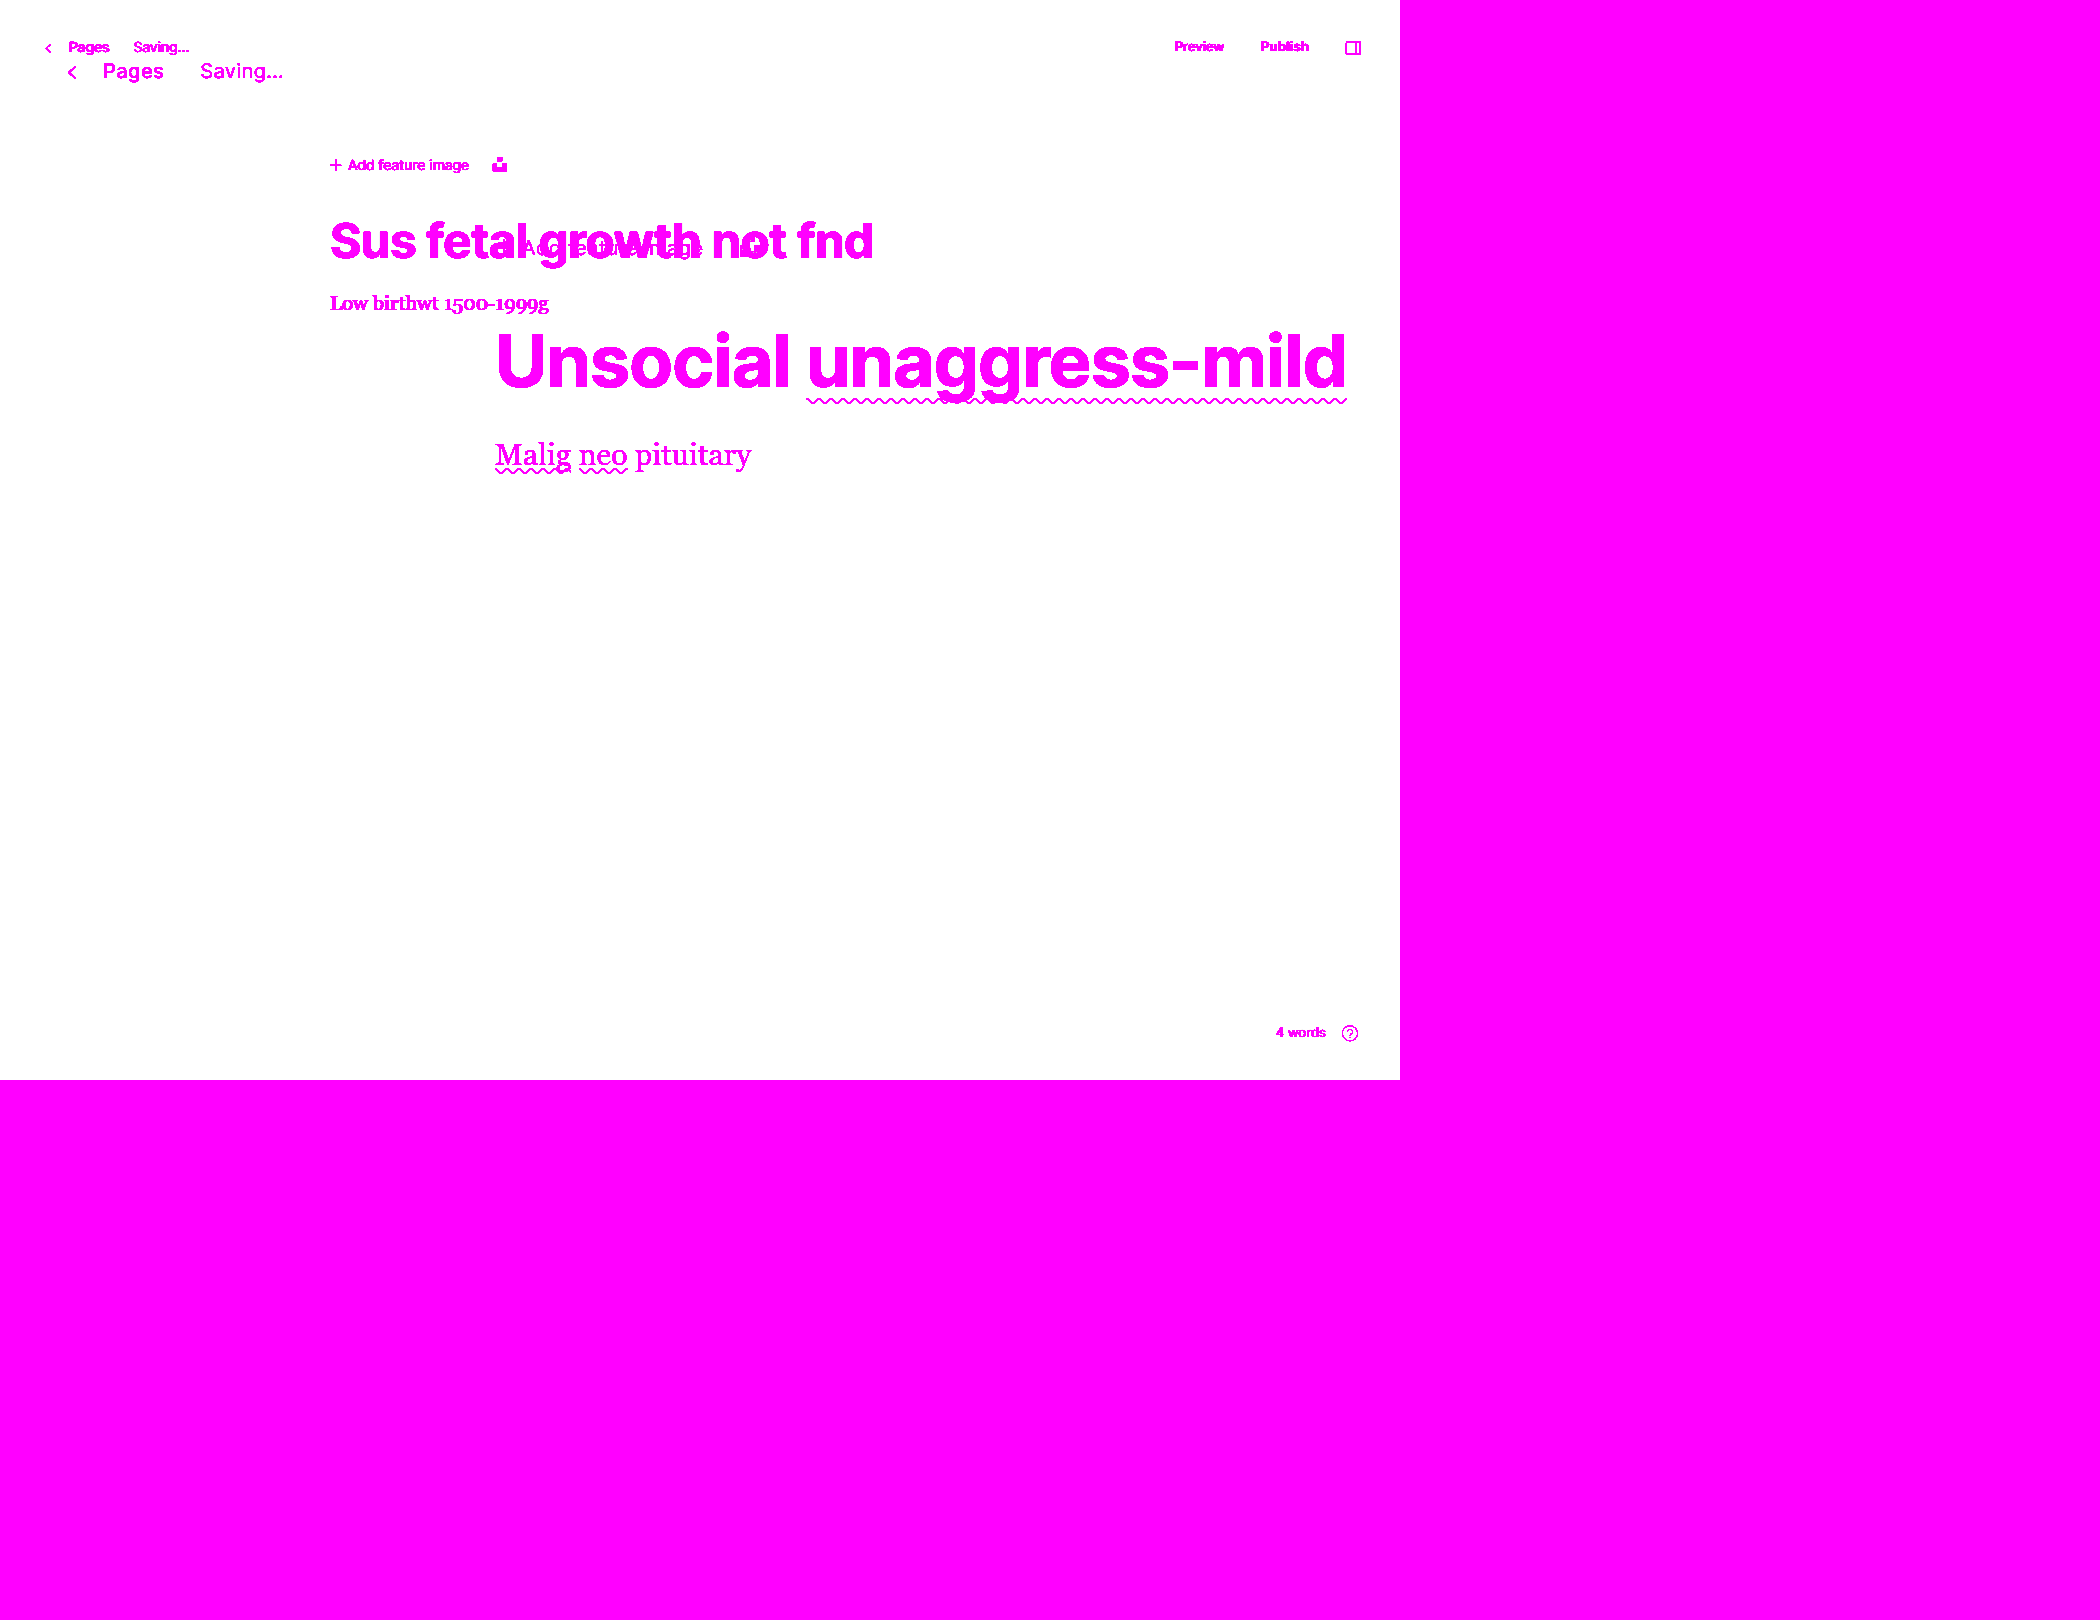 Pages Saving... Preview Publish
Pages Saving...
Add feature image
Sus fetal growth not fnd
Add feature image
Low birthwt 1500-1999g
Unsocial unaggress-mild
Malig neo pituitary
4 words